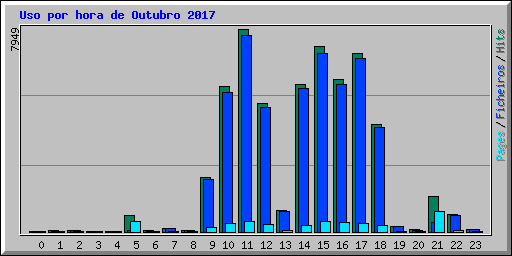 Uso por hora de Outubro 2017
7949
Pages / Ficheiros / Hits
0 1 2 3 4 5 6 7 8 9 10 11 12 13 14 15 16 17 18 19 20 21 22 23